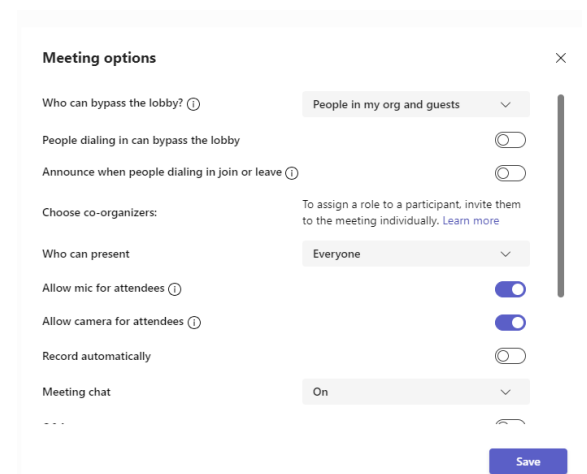 Meeting options
Who can bypass the lobby?
People in my org and guests
People dialing in can bypass the lobby
Announce when people dialing in join or leave
Choose co-organizers:
To assign a role to a participant, invite them
to the meeting individually. Learn more
Who can present
Everyone
Allow mic for attendees
Allow camera for attendees
Record automatically
Meeting chat
On
Save